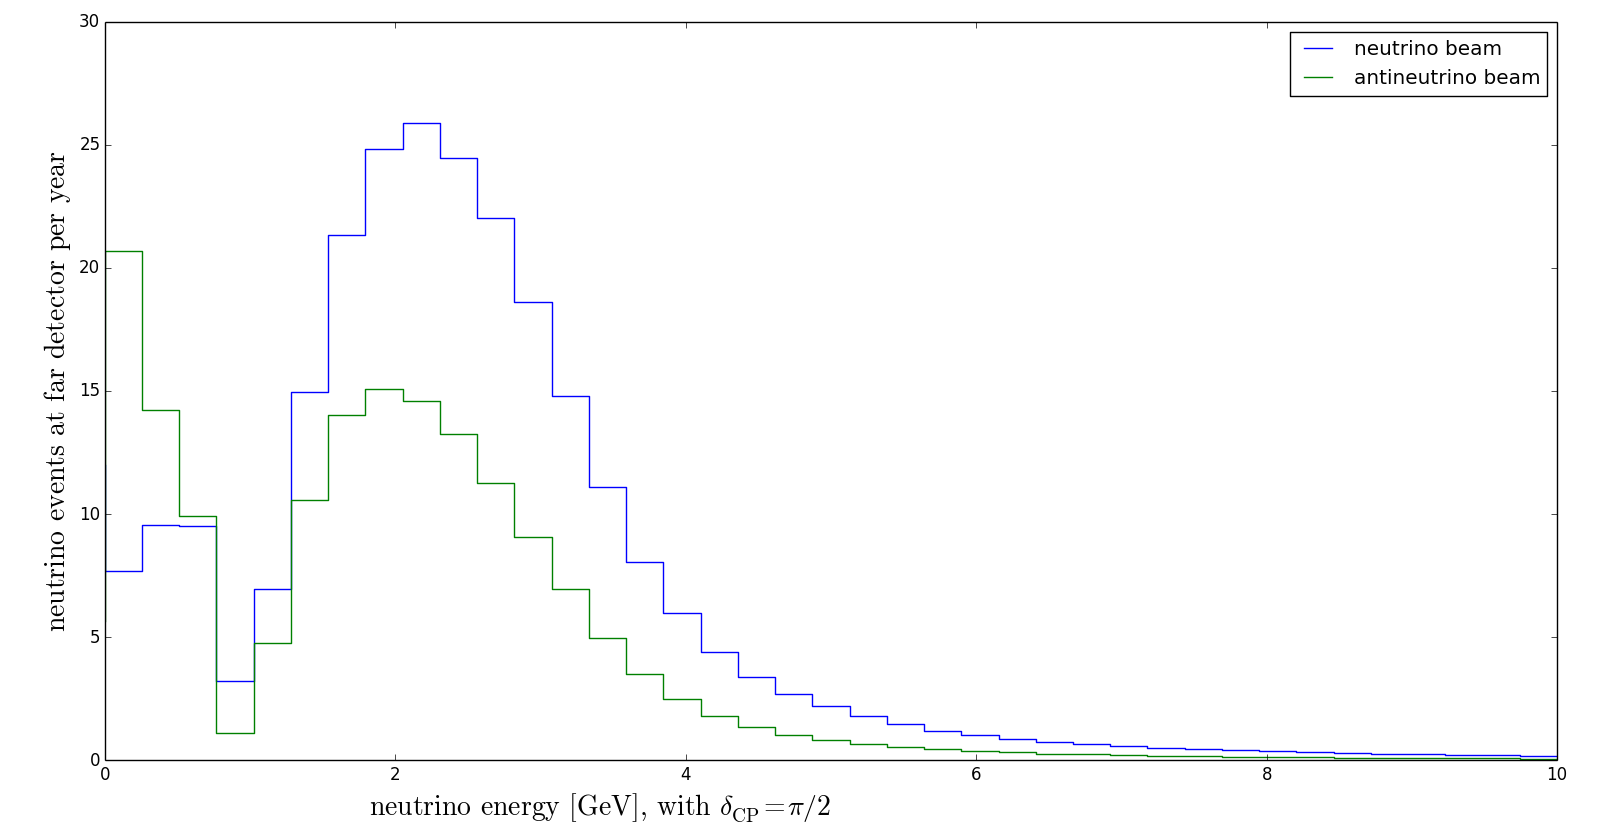 30
25
20
15
10
5
0
neutrino events at far detector per year
neutrino beam
antineutrino beam
0 2 4 6 8 10
neutrino energy [GeV], with δCP=π/2